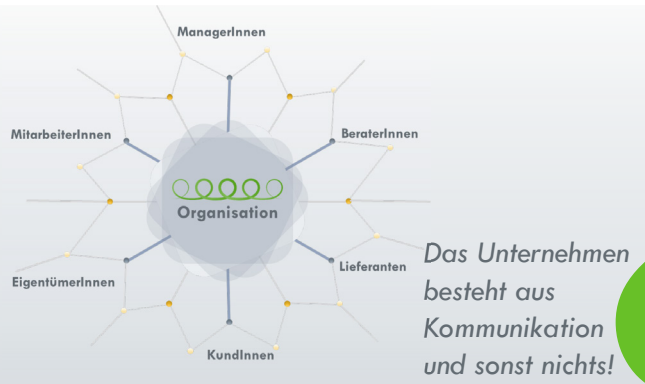 ManagerInnen
MitarbeiterInnen
BeraterInnen
Organisation
EigentümerInnen
Lieferanten
KundInnen
Das Unternehmen
besteht aus
Kommunikation
und sonst nichts!